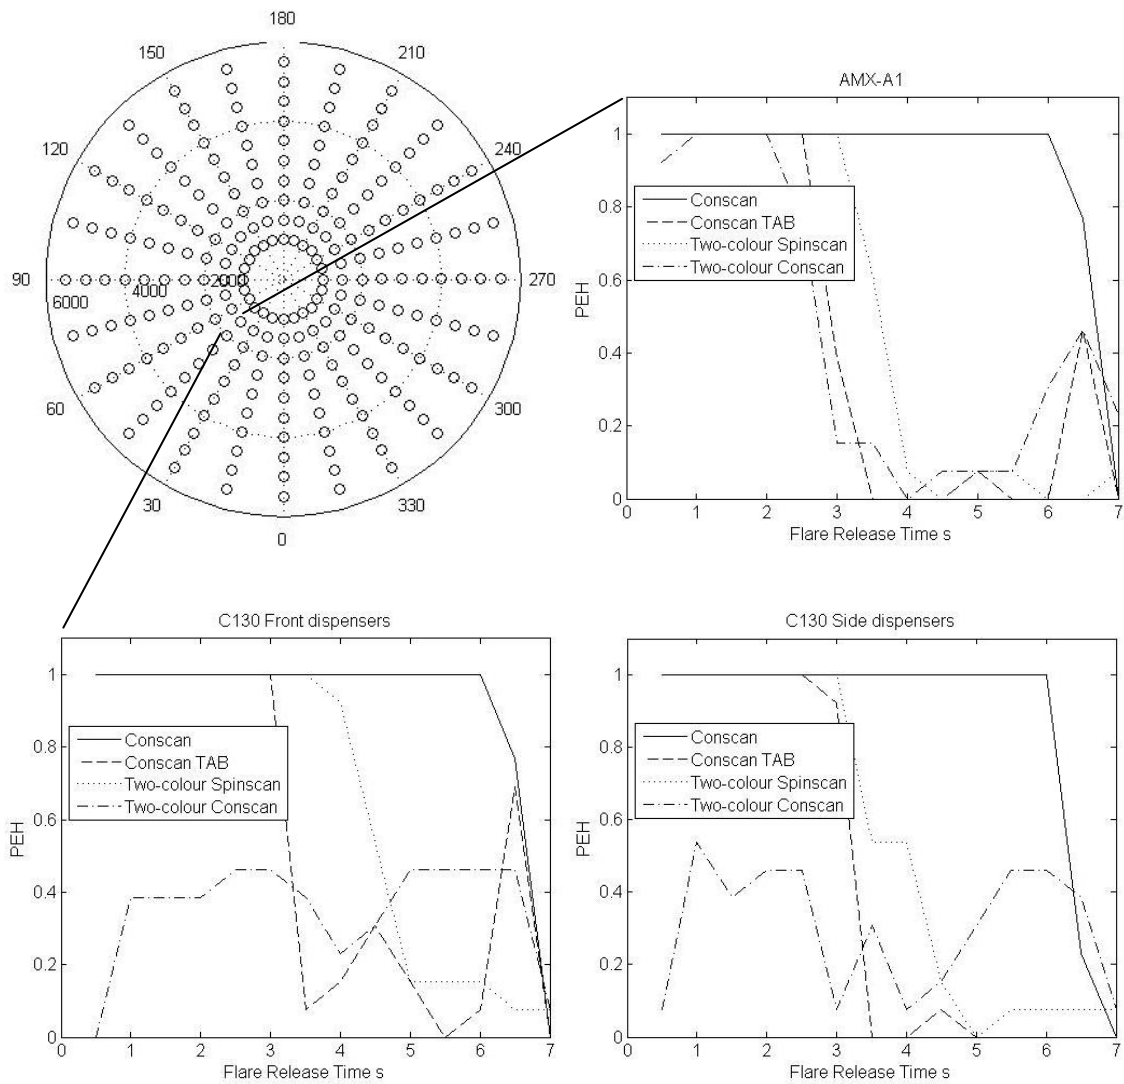 180
150
210
120
240
90
6000
4000
2000
270
60
300
30
330
0
AMX-A1
1
0.8
0.6
0.4
0.2
0
PEH
Conscan
Conscan TAB
Two-colour Spinscan
Two-colour Conscan
0 1 2 3 4 5 6 7
Flare Release Time s
C130 Front dispensers
1
0.8
0.6
0.4
0.2
0
PEH
Conscan
Conscan TAB
Two-colour Spinscan
Two-colour Conscan
0 1 2 3 4 5 6 7
Flare Release Time s
C130 Side dispensers
1
0.8
0.6
0.4
0.2
0
PEH
Conscan
Conscan TAB
Two-colour Spinscan
Two-colour Conscan
0 1 2 3 4 5 6 7
Flare Release Time s